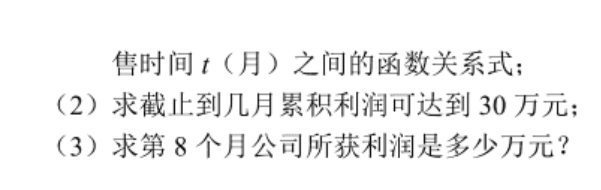 售时间 t（月）之间的函数关系式；
（2）求截止到几月累积利润可达到 30 万元；
（3）求第 8 个月公司所获利润是多少万元？